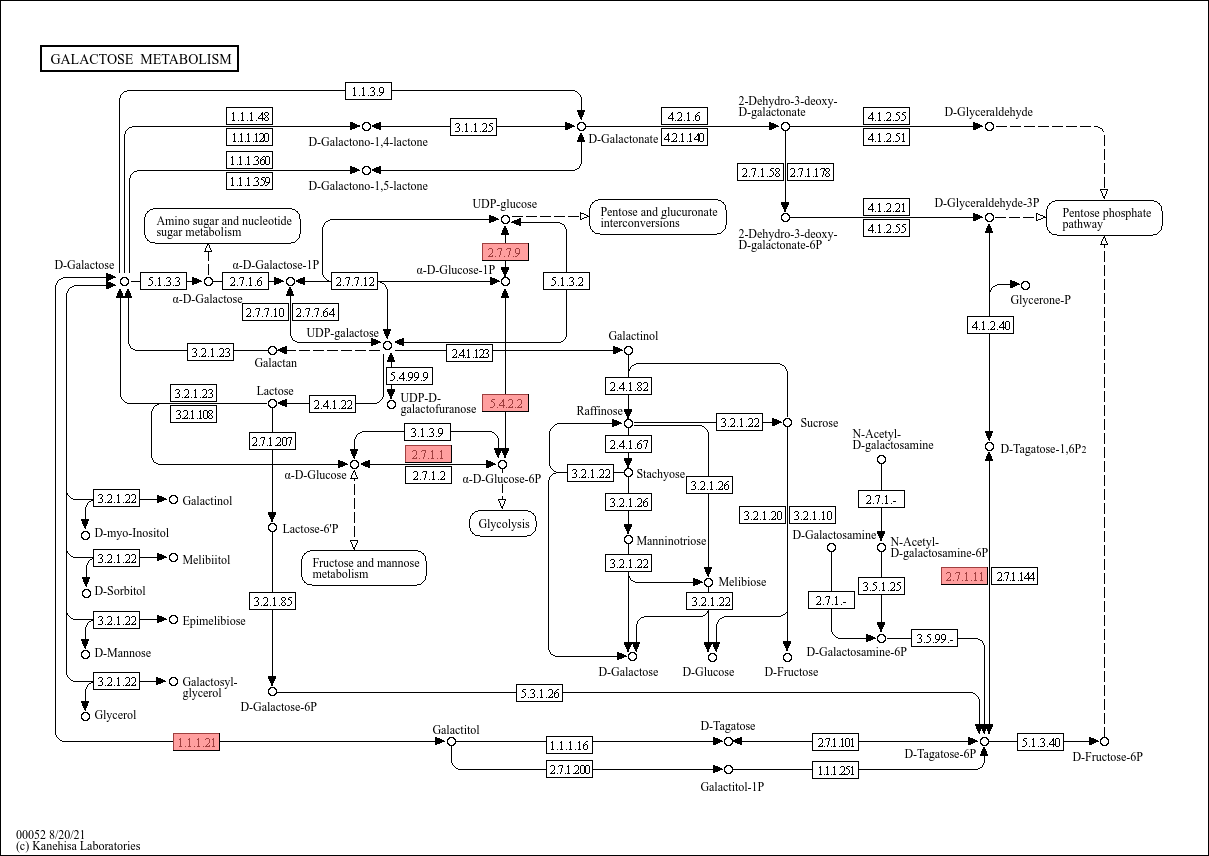 GALACTOSE METABOLISM
1.1.3.9
1.1.1.48
1.1.1.120
D-Galactono-1,4-lactone
3.1.1.25
D-Galactonate
4.2.1.6
4.2.1.140
2-Dehydro-3-deoxy-
D-galactonate
4.1.2.55
4.1.2.51
D-Glyceraldehyde
1.1.1.360
1.1.1.359
D-Galactono-1,5-lactone
2.7.1.58
2.7.1.178
Amino sugar and nucleotide
sugar metabolism
UDP-glucose
Pentose and glucuronate
interconversions
2-Dehydro-3-deoxy-
D-galactonate-6P
4.1.2.21
4.1.2.55
D-Glyceraldehyde-3P
Pentose phosphate
pathway
2.7.7.9
D-Galactose
5.1.3.3
α-D-Galactose
2.7.1.6
α-D-Galactose-1P
2.7.7.12
α-D-Glucose-1P
5.1.3.2
Glycerone-P
2.7.7.10
2.7.7.64
4.1.2.40
UDP-galactose
3.2.1.23
Galactan
2.4.1.123
Galactinol
5.4.99.9
UDP-D-
galactofuranose
5.4.2.2
3.2.1.23
3.2.1.108
Lactose
2.4.1.22
2.4.1.82
Raffinose
3.2.1.22
Sucrose
2.7.1.207
3.1.3.9
2.7.1.1
2.7.1.2
α-D-Glucose
α-D-Glucose-6P
2.4.1.67
3.2.1.22
Stachyose
3.2.1.26
N-Acetyl-
D-galactosamine
D-Tagatose-1,6P2
3.2.1.22
Galactinol
D-myo-Inositol
Lactose-6'P
Glycolysis
3.2.1.26
3.2.1.20
3.2.1.10
2.7.1.-
Manninotriose
D-Galactosamine
N-Acetyl-
D-galactosamine-6P
3.2.1.22
Melibiitol
D-Sorbitol
Fructose and mannose
metabolism
3.2.1.22
Melibiose
2.7.1.-
3.5.1.25
2.7.1.11
2.7.1.144
3.2.1.85
3.2.1.22
3.2.1.22
Epimelibiose
D-Mannose
D-Galactosamine-6P
3.5.99.-
D-Galactose
D-Glucose
D-Fructose
3.2.1.22
Galactosyl-
glycerol
Glycerol
D-Galactose-6P
5.3.1.26
1.1.1.21
Galactitol
1.1.1.16
D-Tagatose
2.7.1.101
D-Tagatose-6P
5.1.3.40
D-Fructose-6P
2.7.1.200
Galactitol-1P
1.1.1.251
00052 8/20/21
(c) Kanehisa Laboratories